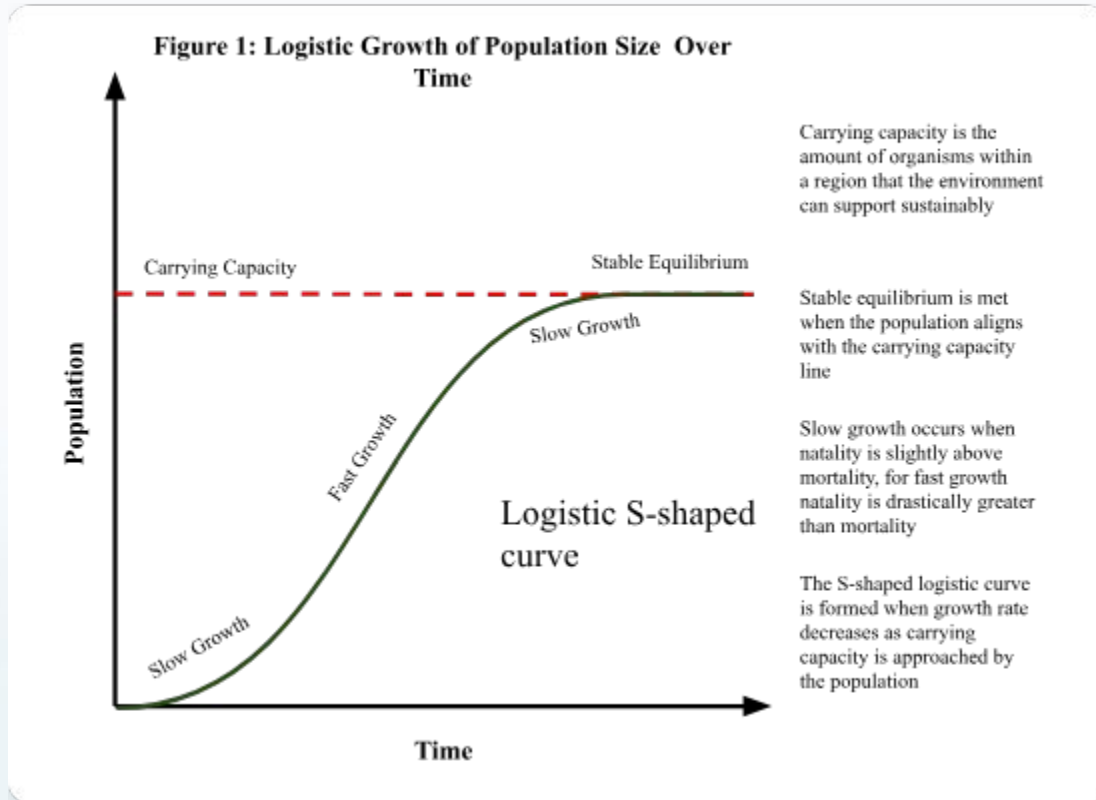 Figure 1: Logistic Growth of Population Size Over
Time
Carrying capacity is the
amount of organisms within
a region that the environment
can support sustainably
Carrying Capacity
Stable Equilibrium
Slow Growth
Stable equilibrium is met
when the population aligns
with the carrying capacity
line
Population
Fast Growth
Slow growth occurs when
natality is slightly above
mortality, for fast growth
natality is drastically greater
than mortality
Logistic S-shaped
curve
Slow Growth
The S-shaped logistic curve
is formed when growth rate
decreases as carrying
capacity is approached by
the population
Time